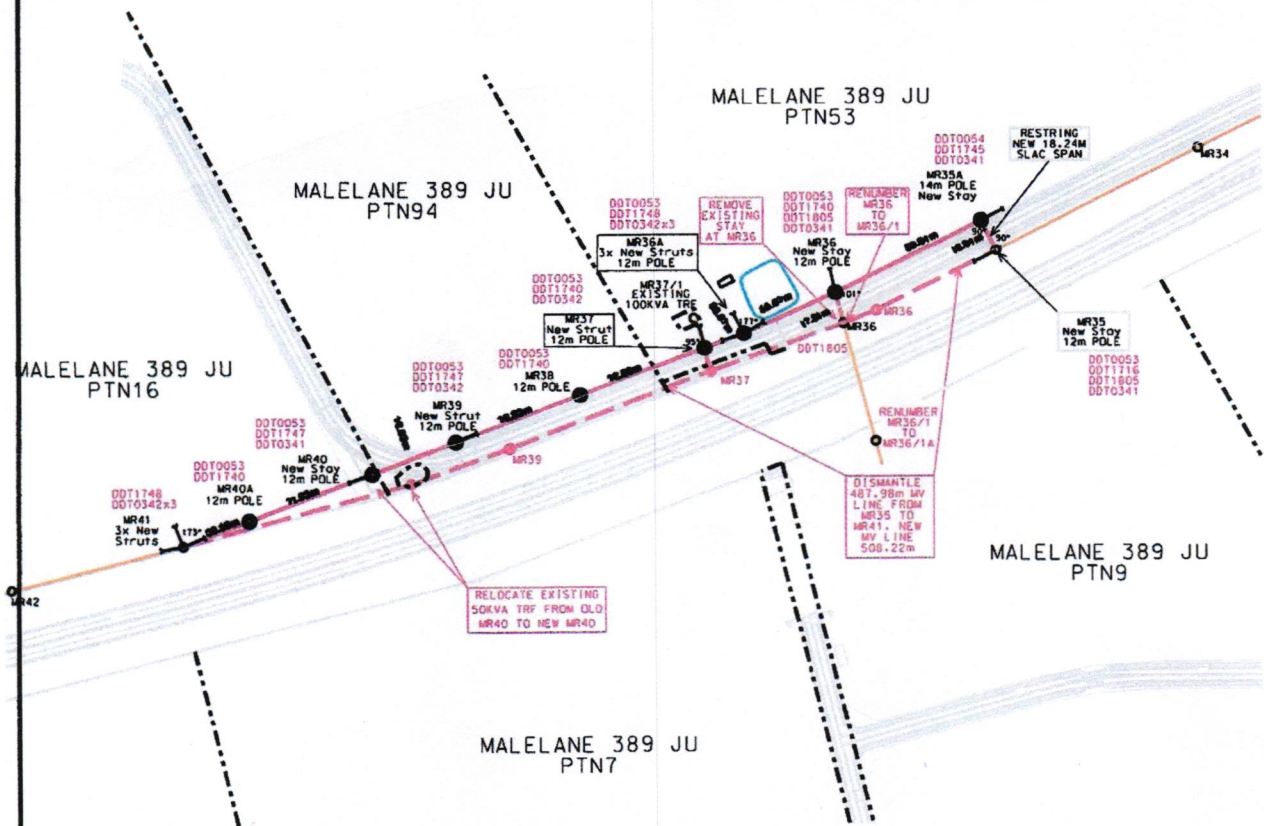 MALELANE 389 JU
PTN53
DDT0054
DDT1745
DDT0341
MR35A
14m POLE
New Stay
RESTRING
NEW 18.24M
SLAC SPAN
MR34
MALELANE 389 JU
PTN94
DDT0053
DDT1748
DDT0342x3
MR36A
3x New Struts
12m POLE
REMOVE
EXISTING
STAY
AT MR36
DDT0053
DDT1740
DDT1805
DDT0341
MR36
New Stay
12m POLE
RENUMBER
MR36
TO
MR36/1
90°
90°
101°
MR36
MR36
DDT0053
DDT1740
DDT0342
MR37/1
EXISTING
100KVA TRF
MR37
New Strut
12m POLE
95°
177°
DDT1805
MR37
MR35
New Stay
12m POLE
DDT0053
DDT1716
DDT1805
DDT0341
MALELANE 389 JU
PTN16
DDT0053
DDT1747
DDT0342
MR39
New Strut
12m POLE
DDT0053
DDT1740
MR38
12m POLE
MR39
RENUMBER
MR36/1
TO
MR36/1A
DDT0053
DDT1747
DDT0341
MR40
New Stay
12m POLE
DDT0053
DDT1740
MR40A
12m POLE
DDT1748
DDT0342x3
MR41
3x New
Struts
173°
DISMANTLE
487.98m MV
LINE FROM
MR35 TO
MR41. NEW
MV LINE
508.22m
MALELANE 389 JU
PTN9
MR42
RELOCATE EXISTING
50KVA TRF FROM OLD
MR40 TO NEW MR40
MALELANE 389 JU
PTN7